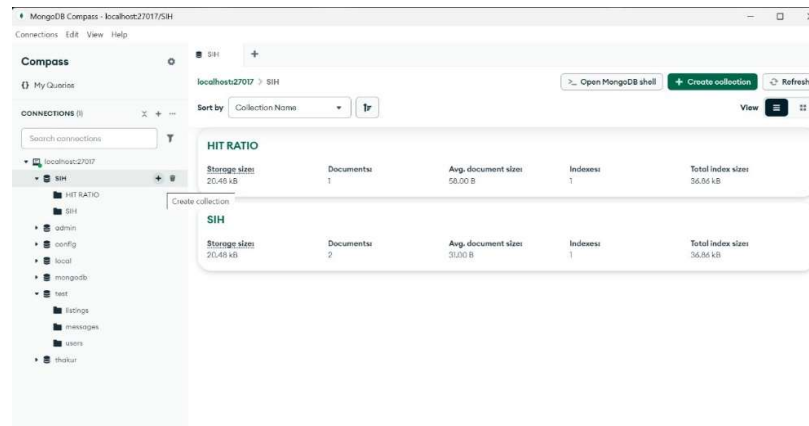 MongoDB Compass - localhost:27017/SIH
Connections Edit View Help
Compass
{} My Queries
CONNECTIONS (1)
Search connections
localhost:27017
SIH
HIT RATIO
SIH
admin
config
local
mongodb
test
listings
messages
users
thakur
Create collection
SIH
localhost:27017 > SIH
>_ Open MongoDB shell
+ Create collection
Refresh
Sort by Collection Name
View
HIT RATIO
Storage size: Documents: Avg. document size: Indexes: Total index size:
20.48 kB 1 58.00 B 1 36.86 kB
SIH
Storage size: Documents: Avg. document size: Indexes: Total index size:
20.48 kB 2 31.00 B 1 36.86 kB